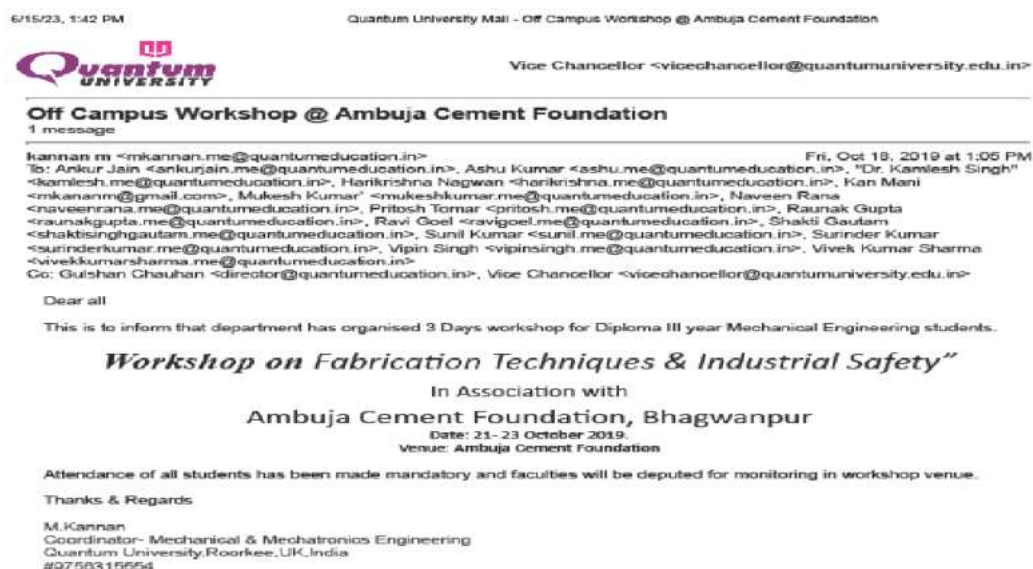 6/15/23, 1:42 PM Quantum University Mail - Off Campus Workshop @ Ambuja Cement Foundation
Quantum
UNIVERSITY
Vice Chancellor <vicechancellor@quantumuniversity.edu.in>
Off Campus Workshop @ Ambuja Cement Foundation
1 message
kannan m <mkannan.me@quantumeducation.in> Fri, Oct 18, 2019 at 1:05 PM
To: Ankur Jain <ankurjain.me@quantumeducation.in>, Ashu Kumar <ashu.me@quantumeducation.in>, "Dr. Kamlesh Singh"
<kamlesh.me@quantumeducation.in>, Harikrishna Nagwan <harikrishna.me@quantumeducation.in>, Kan Mani
<mkananm@gmail.com>, Mukesh Kumar' <mukeshkumar.me@quantumeducation.in>, Naveen Rana
<naveenrana.me@quantumeducation.in>, Pritosh Tomar <pritosh.me@quantumeducation.in>, Raunak Gupta
<raunakgupta.me@quantumeducation.in>, Ravi Goel <ravigoel.me@quantumeducation.in>, Shakti Gautam
<shaktisinghgautam.me@quantumeducation.in>, Sunil Kumar <sunil.me@quantumeducation.in>, Surinder Kumar
<surinderkumar.me@quantumeducation.in>, Vipin Singh <vipinsingh.me@quantumeducation.in>, Vivek Kumar Sharma
<vivekkumarsharma.me@quantumeducation.in>
Cc: Gulshan Chauhan <director@quantumeducation.in>, Vice Chancellor <vicechancellor@quantumuniversity.edu.in>
Dear all
This is to inform that department has organised 3 Days workshop for Diploma III year Mechanical Engineering students.
Workshop on Fabrication Techniques & Industrial Safety”
In Association with
Ambuja Cement Foundation, Bhagwanpur
Date: 21- 23 October 2019.
Venue: Ambuja Cement Foundation
Attendance of all students has been made mandatory and faculties will be deputed for monitoring in workshop venue.
Thanks & Regards
M.Kannan
Coordinator- Mechanical & Mechatronics Engineering
Quantum University,Roorkee,UK,India
#9756315554